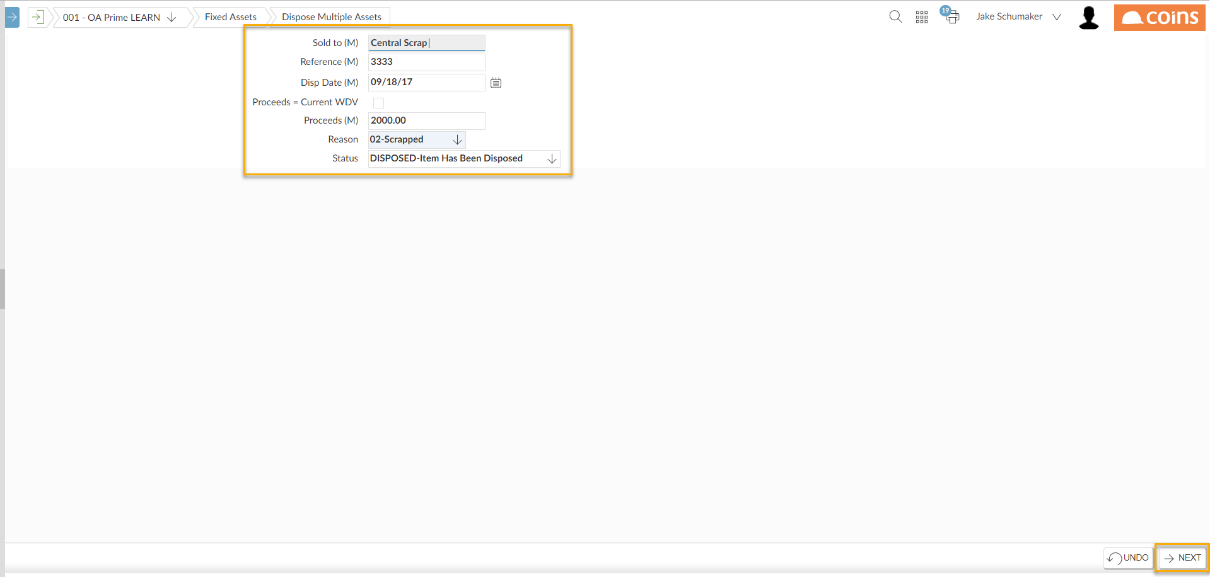 001 - OA Prime LEARN Fixed Assets Dispose Multiple Assets 19 Jake Schumaker coins
Sold to (M) Central Scrap
Reference (M) 3333
Disp Date (M) 09/18/17
Proceeds = Current WDV
Proceeds (M) 2000.00
Reason 02-Scrapped
Status DISPOSED-Item Has Been Disposed
UNDO NEXT